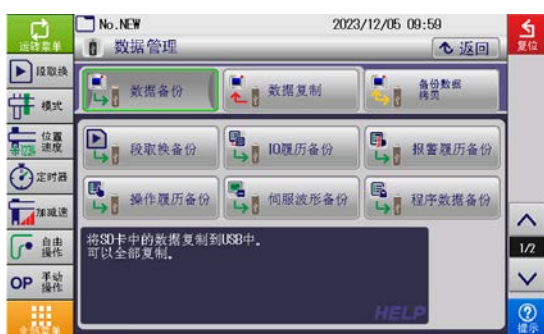 No.NEW
2023/12/05 09:59
运转菜单
数据管理
返回
复位
段取换
模式
位置
速度
定时器
加减速
自由
操作
OP 手动
操作
全部菜单
数据备份
数据复制
备份数据
拷贝
段取换备份
IO履历备份
报警履历备份
操作履历备份
伺服波形备份
程序数据备份
将SD卡中的数据复制到USB中。
可以全部复制。
HELP
1/2
提示